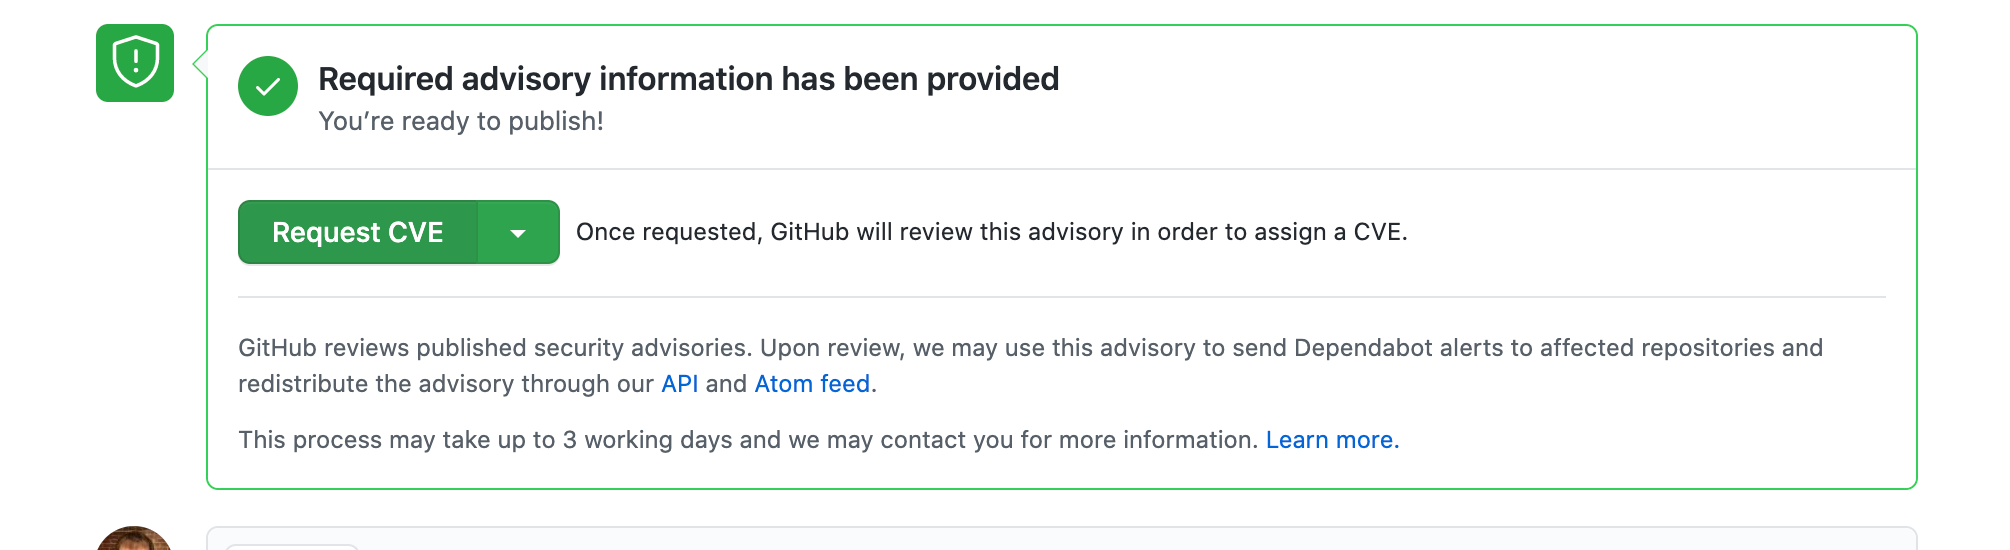 Required advisory information has been provided
You’re ready to publish!
Request CVE
Once requested, GitHub will review this advisory in order to assign a CVE.
GitHub reviews published security advisories. Upon review, we may use this advisory to send Dependabot alerts to affected repositories and
redistribute the advisory through our API and Atom feed.
This process may take up to 3 working days and we may contact you for more information. Learn more.